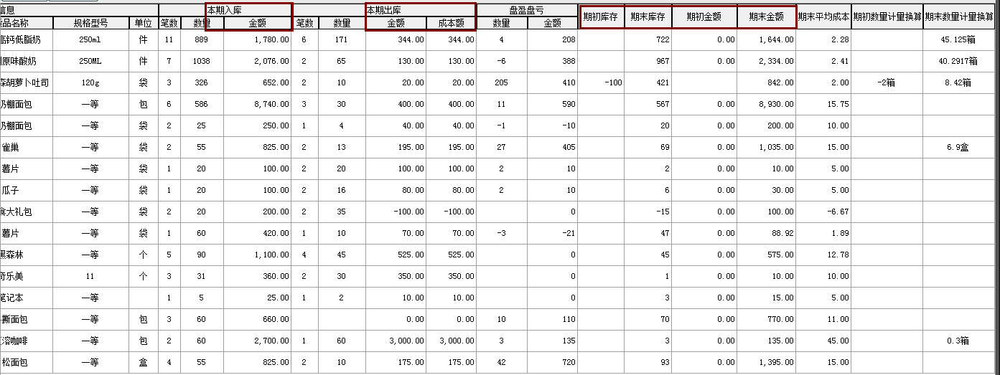 信息 本期入库 本期出库 盘盈盘亏 期初库存 期末库存 期初金额 期末金额 期末平均成本 期初数量计量换算 期末数量计量换算
品名称 规格型号 单位 笔数 数量 金额 笔数 数量 金额 成本额 数量 金额
高钙低脂奶 250ml 件 11 889 1,780.00 6 171 344.00 344.00 4 208 722 0.00 1,644.00 2.28 45.125箱
原味酸奶 250ML 件 7 1038 2,076.00 2 65 130.00 130.00 -6 388 967 0.00 2,334.00 2.41 40.2917箱
森胡萝卜吐司 120g 袋 3 326 652.00 2 10 20.00 20.00 205 410 -100 421 842.00 2.00 -2箱 8.42箱
奶棚面包 一等 包 6 586 8,740.00 3 30 400.00 400.00 11 590 567 0.00 8,930.00 15.75
奶棚面包 一等 袋 2 25 250.00 1 4 40.00 40.00 -1 -10 20 0.00 200.00 10.00
雀巢 一等 袋 2 55 825.00 2 13 195.00 195.00 27 405 69 0.00 1,035.00 15.00 6.9盒
薯片 一等 袋 1 20 100.00 2 20 100.00 100.00 2 10 2 0.00 10.00 5.00
瓜子 一等 袋 1 20 100.00 2 16 80.00 80.00 2 10 6 0.00 30.00 5.00
食大礼包 一等 袋 2 20 200.00 2 35 -100.00 -100.00 0 -15 0.00 100.00 -6.67
薯片 一等 袋 1 60 420.00 1 10 70.00 70.00 -3 -21 47 0.00 88.92 1.89
黑森林 一等 个 5 90 1,100.00 4 45 525.00 525.00 0 45 0.00 575.00 12.78
奇乐美 11 个 3 31 360.00 2 30 350.00 350.00 0 1 0.00 10.00 10.00
笔记本 一等 1 5 25.00 1 2 10.00 10.00 0 3 0.00 15.00 5.00
撕面包 一等 包 3 60 660.00 0.00 0.00 10 110 70 0.00 770.00 11.00
溶咖啡 一等 包 2 60 2,700.00 1 60 3,000.00 3,000.00 3 135 3 0.00 135.00 45.00 0.3箱
松面包 一等 盒 4 55 825.00 2 10 175.00 175.00 42 720 93 0.00 1,395.00 15.00